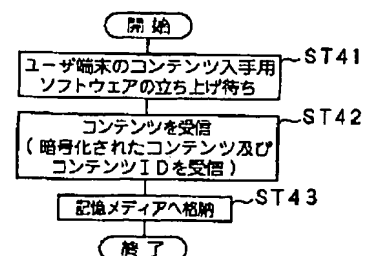 開始
ユーザ端末のコンテンツ入手用
ソフトウェアの立ち上げ待ち
ST41
コンテンツを受信
(暗号化されたコンテンツ及び
コンテンツIDを受信)
ST42
記憶メディアへ格納
ST43
終了